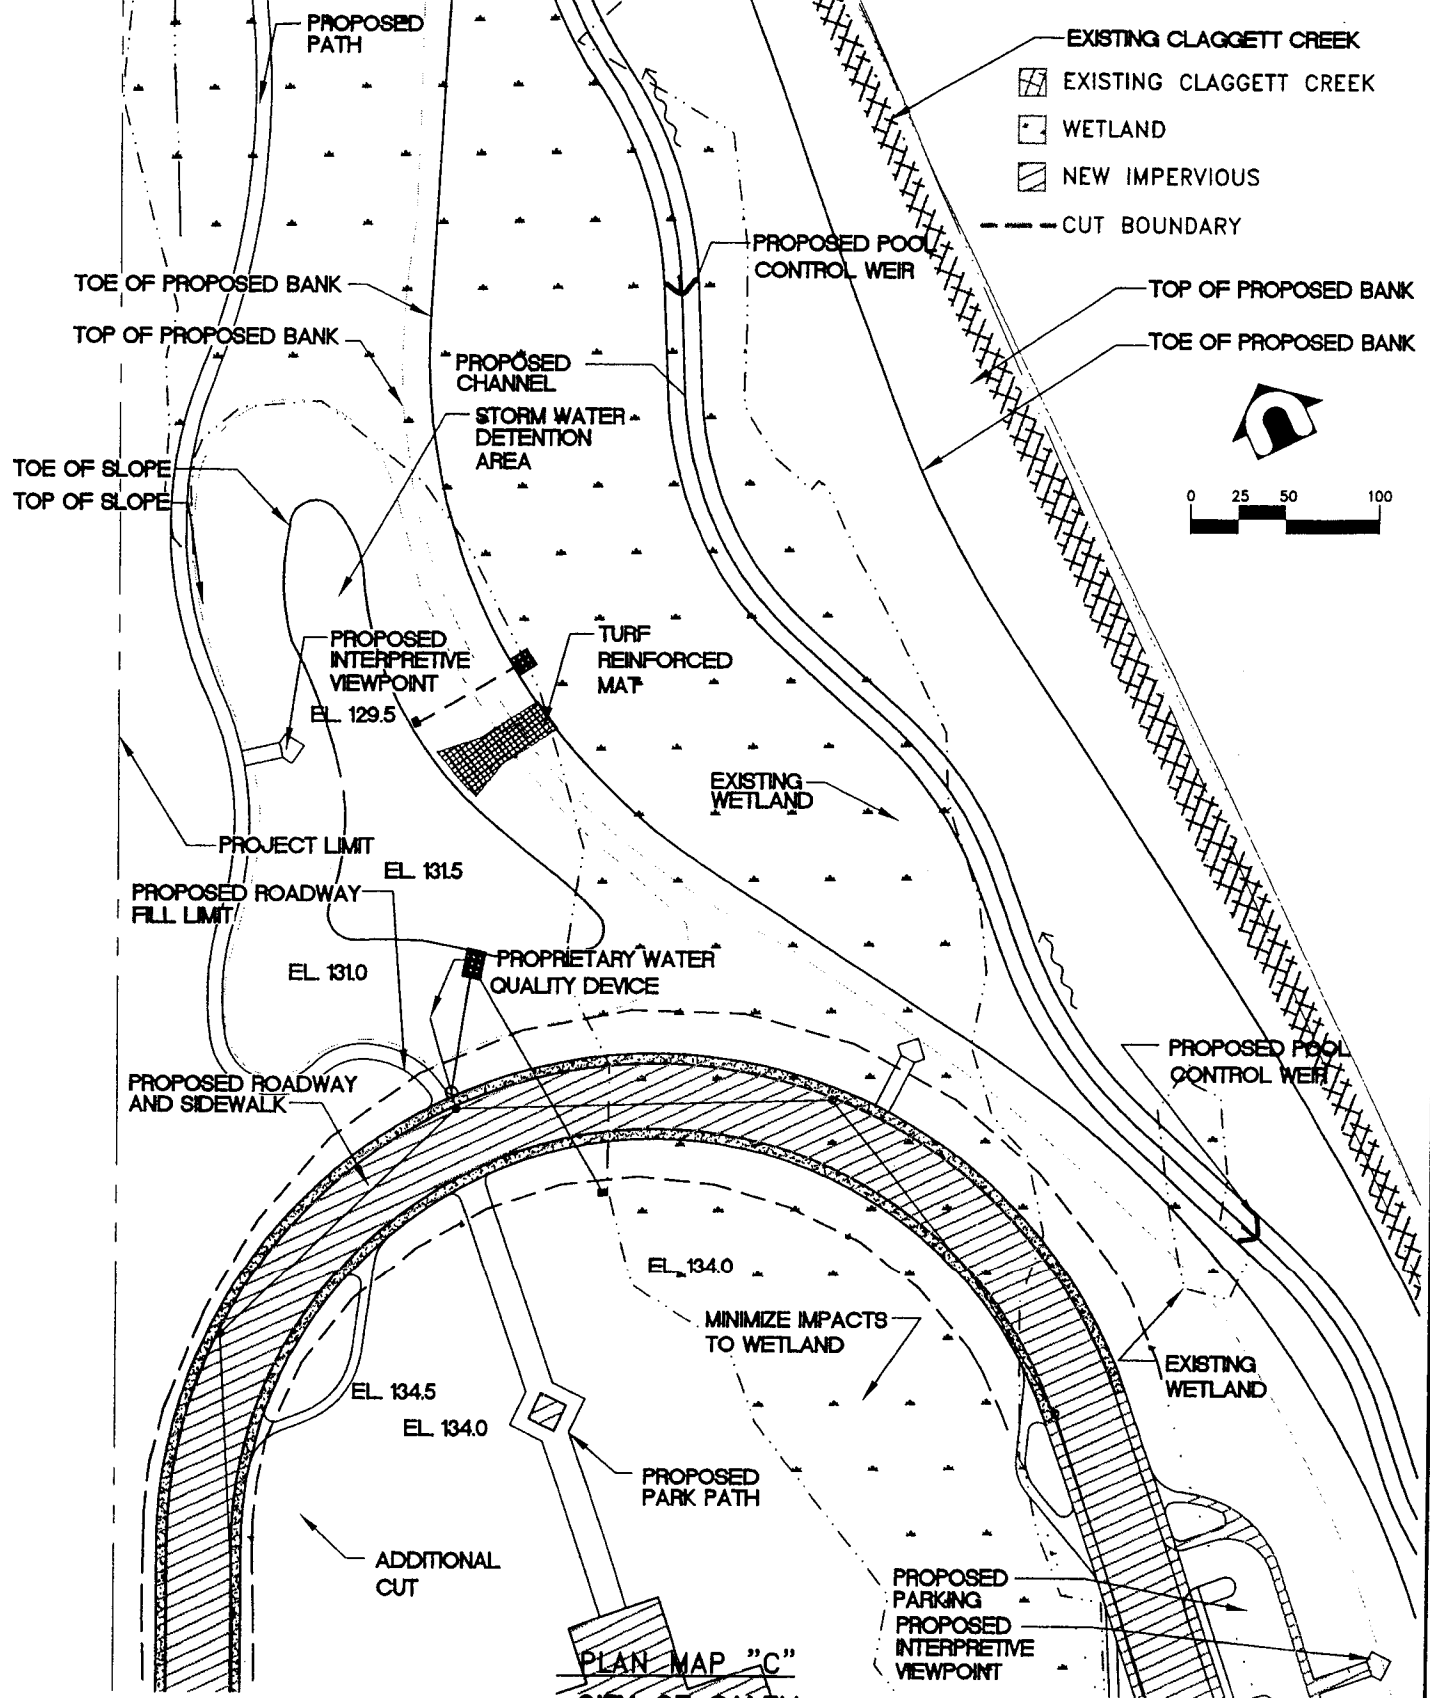 PROPOSED
PATH
EXISTING CLAGGETT CREEK
EXISTING CLAGGETT CREEK
WETLAND
NEW IMPERVIOUS
CUT BOUNDARY
PROPOSED POOL
CONTROL WEIR
TOE OF PROPOSED BANK
TOP OF PROPOSED BANK
TOP OF PROPOSED BANK
TOE OF PROPOSED BANK
PROPOSED
CHANNEL
STORM WATER
DETENTION
AREA
TOE OF SLOPE
TOP OF SLOPE
0 25 50 100
PROPOSED
INTERPRETIVE
VIEWPOINT
TURF
REINFORCED
MAT
EL. 129.5
EXISTING
WETLAND
PROJECT LIMIT
EL. 131.5
PROPOSED ROADWAY
FILL LIMIT
EL. 131.0
PROPRIETARY WATER
QUALITY DEVICE
PROPOSED POOL
CONTROL WEIR
PROPOSED ROADWAY
AND SIDEWALK
EL. 134.0
MINIMIZE IMPACTS
TO WETLAND
EXISTING
WETLAND
EL. 134.5
EL. 134.0
PROPOSED
PARK PATH
ADDITIONAL
CUT
PROPOSED
PARKING
PROPOSED
INTERPRETIVE
VIEWPOINT
PLAN MAP "C"